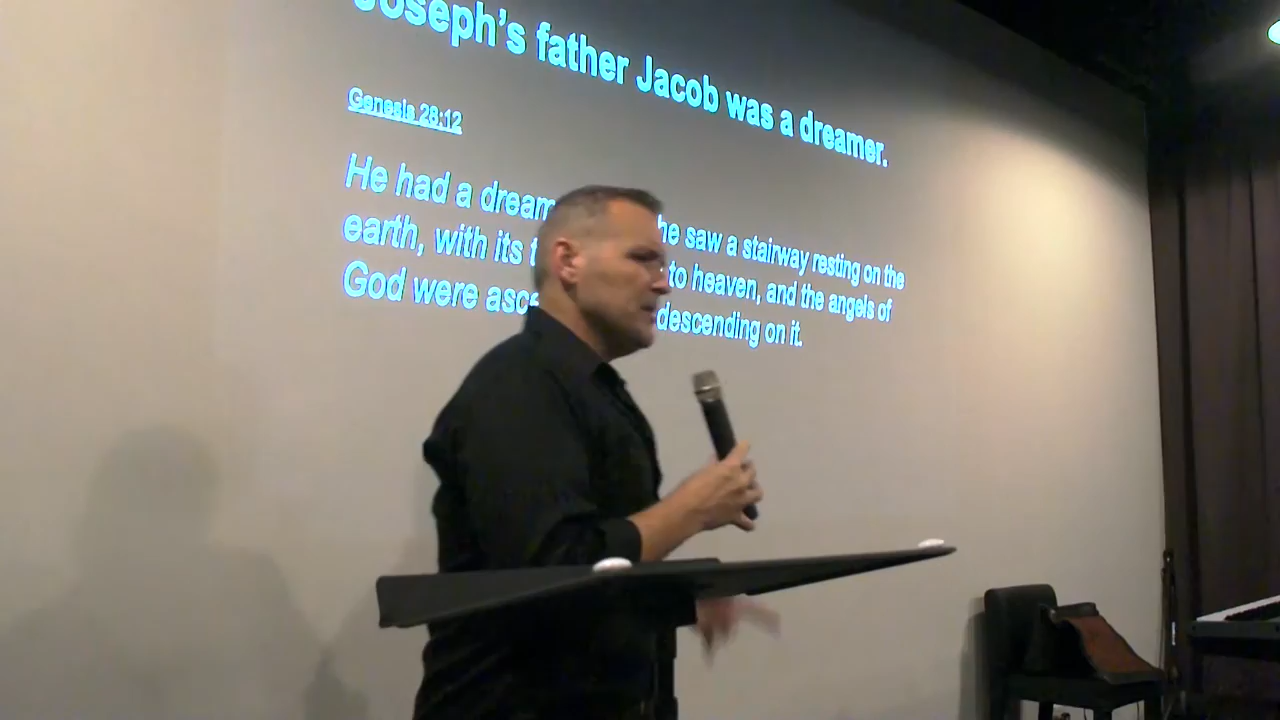 Joseph's father Jacob was a dreamer.
Genesis 28:12
He had a dream he saw a stairway resting on the
earth, with its to heaven, and the angels of
God were descending on it.